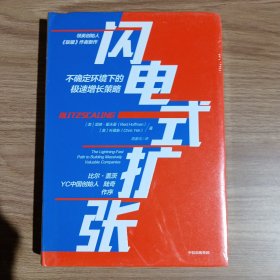 领英创始人
《联盟》作者新作
闪电式扩张
不确定环境下的
极速增长策略
BLITZSCALING
[美] 里德·霍夫曼 (Reid Hoffman)
[美] 叶嘉新 (Chris Yeh) 著
The Lightning-Fast
Path to Building Massively
Valuable Companies
比尔·盖茨
YC中国创始人 陆奇
作序
中信出版集团